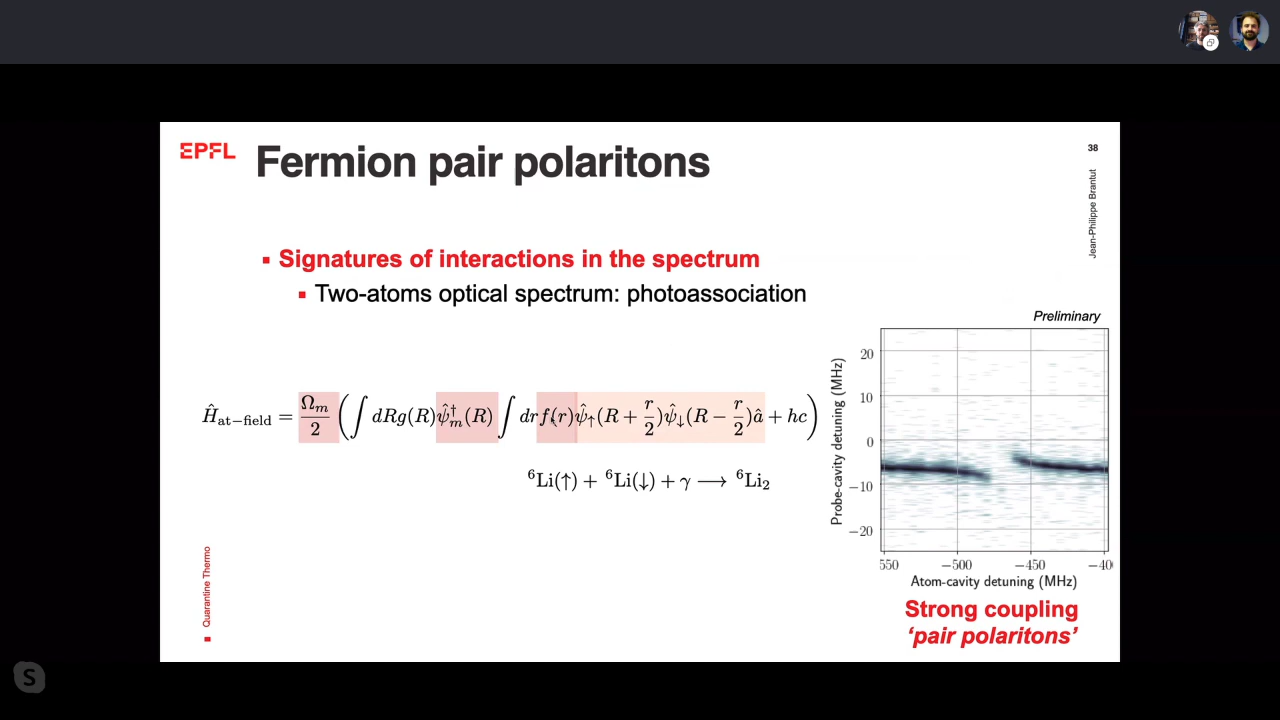 EPFL
Fermion pair polaritons
38
Jean-Philippe Brantut
▪ Signatures of interactions in the spectrum
▪ Two-atoms optical spectrum: photoassociation
Preliminary
Ĥ_at−field = Ω_m/2 (∫ dRg(R)ψ̂†_m(R) ∫ drf(r)ψ̂_↑(R + r/2)ψ̂_↓(R − r/2)â + hc)
⁶Li(↑) + ⁶Li(↓) + γ ⟶ ⁶Li₂
Probe-cavity detuning (MHz)
20
10
0
−10
−20
550 −500 −450 −40
Atom-cavity detuning (MHz)
Strong coupling
‘pair polaritons’
Quarantine Thermo
S